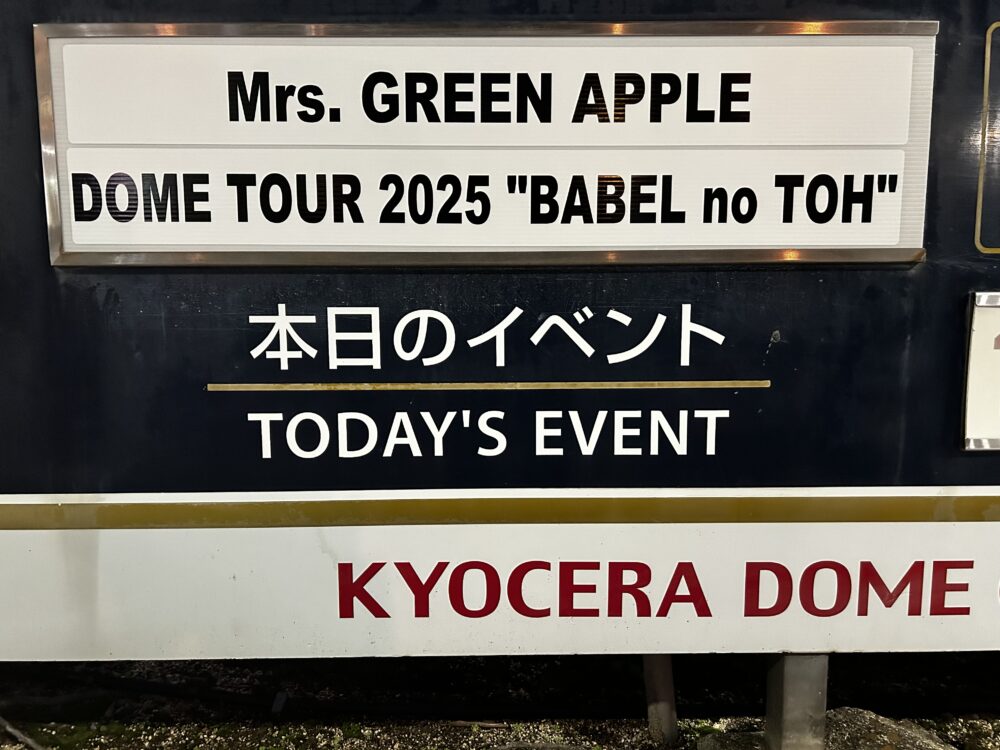 Mrs. GREEN APPLE
DOME TOUR 2025 "BABEL no TOH"
本日のイベント
TODAY'S EVENT
KYOCERA DOME